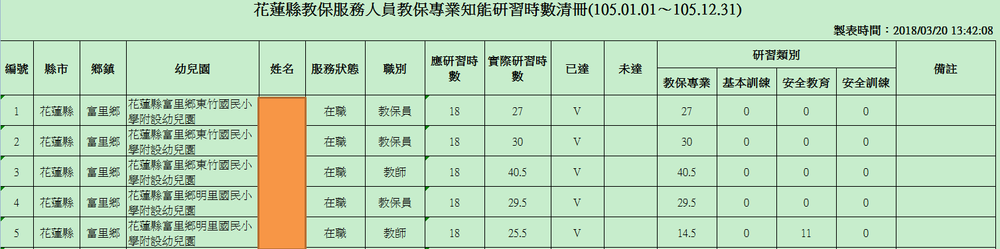 花蓮縣教保服務人員教保專業知能研習時數清冊(105.01.01～105.12.31)
製表時間：2018/03/20 13:42:08
編號 縣市 鄉鎮 幼兒園 姓名 服務狀態 職別 應研習時數 實際研習時數 已達 未達 研習類別 備註
教保專業 基本訓練 安全教育 安全訓練
1 花蓮縣 富里鄉 花蓮縣富里鄉東竹國民小學附設幼兒園 在職 教保員 18 27 V 27 0 0 0
2 花蓮縣 富里鄉 花蓮縣富里鄉東竹國民小學附設幼兒園 在職 教保員 18 30 V 30 0 0 0
3 花蓮縣 富里鄉 花蓮縣富里鄉東竹國民小學附設幼兒園 在職 教師 18 40.5 V 40.5 0 0 0
4 花蓮縣 富里鄉 花蓮縣富里鄉明里國民小學附設幼兒園 在職 教保員 18 29.5 V 29.5 0 0 0
5 花蓮縣 富里鄉 花蓮縣富里鄉明里國民小學附設幼兒園 在職 教師 18 25.5 V 14.5 0 11 0